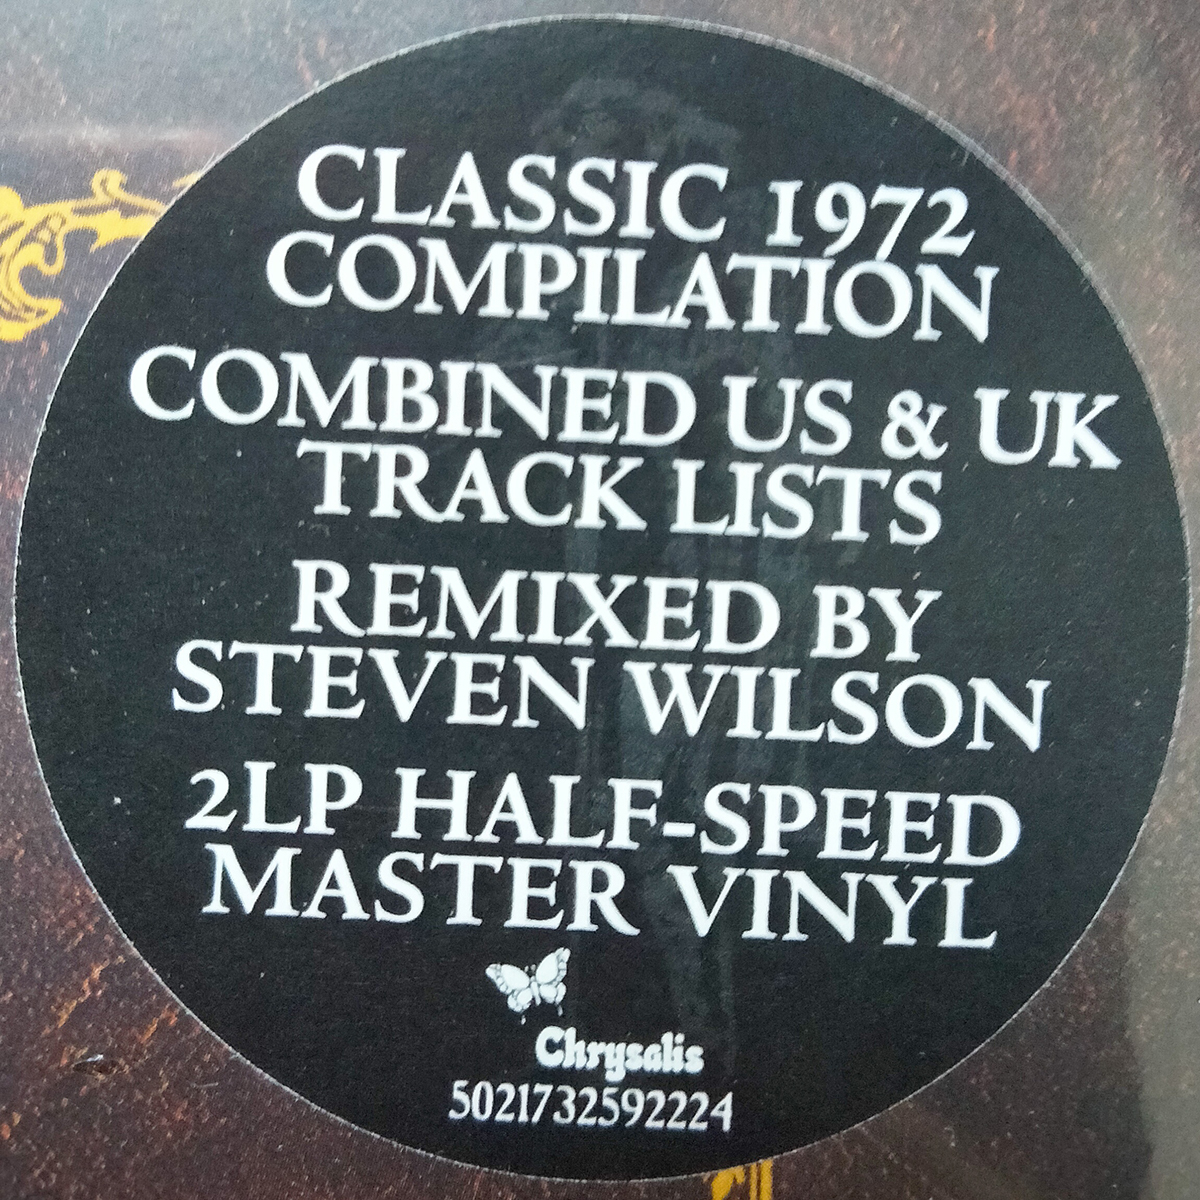 CLASSIC 1972
COMPILATION
COMBINED US & UK
TRACK LISTS
REMIXED BY
STEVEN WILSON
2LP HALF-SPEED
MASTER VINYL
Chrysalis
5021732592224